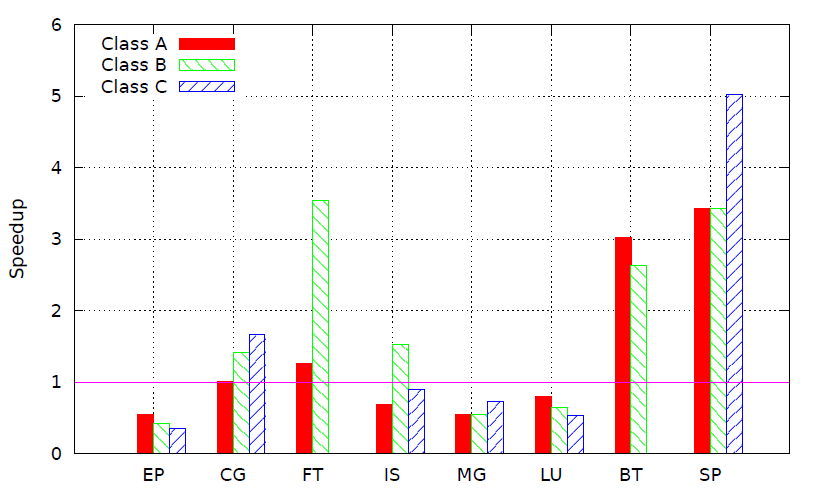 6
Class A
Class B
Class C
5
4
3
2
1
0
Speedup
EP CG FT IS MG LU BT SP